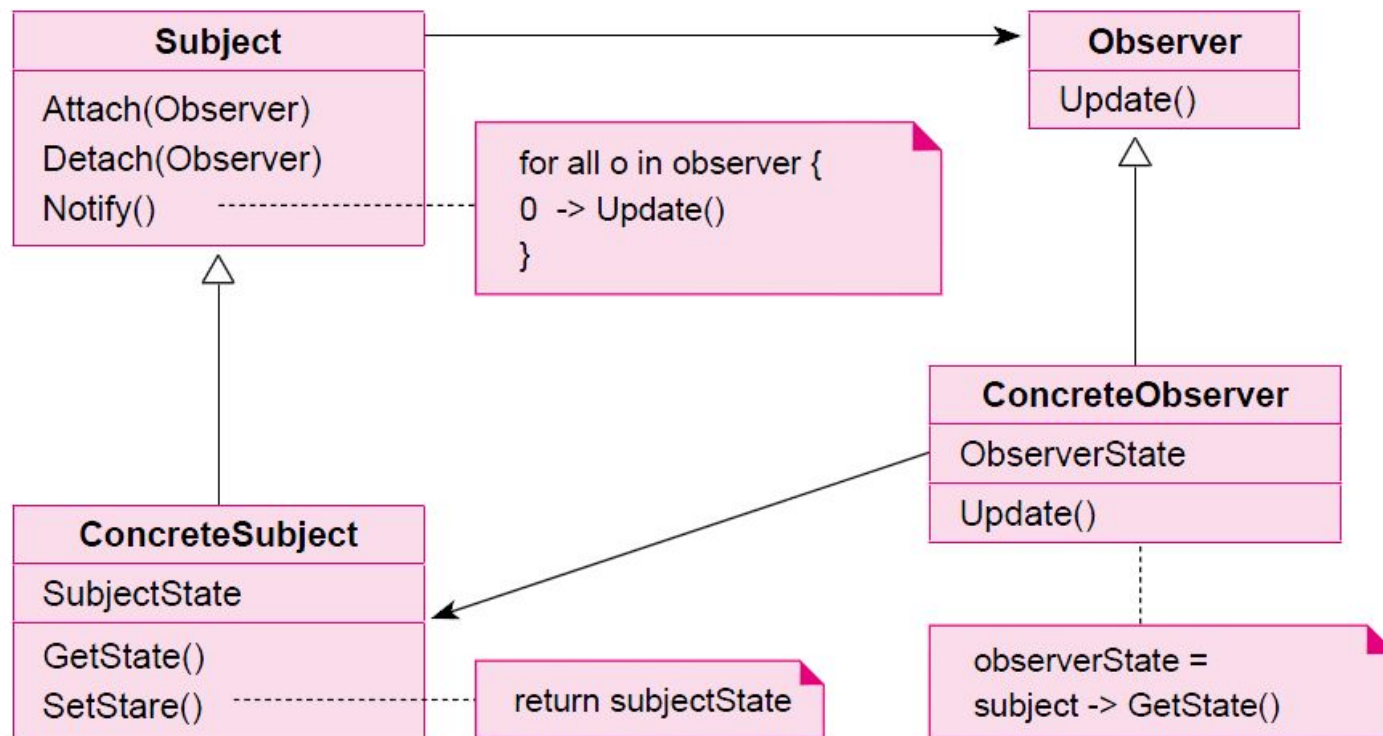 Subject
Attach(Observer)
Detach(Observer)
Notify()
for all o in observer {
0  -> Update()
}
Observer
Update()
ConcreteObserver
ObserverState
Update()
observerState =
subject -> GetState()
ConcreteSubject
SubjectState
GetState()
SetStare()
return subjectState